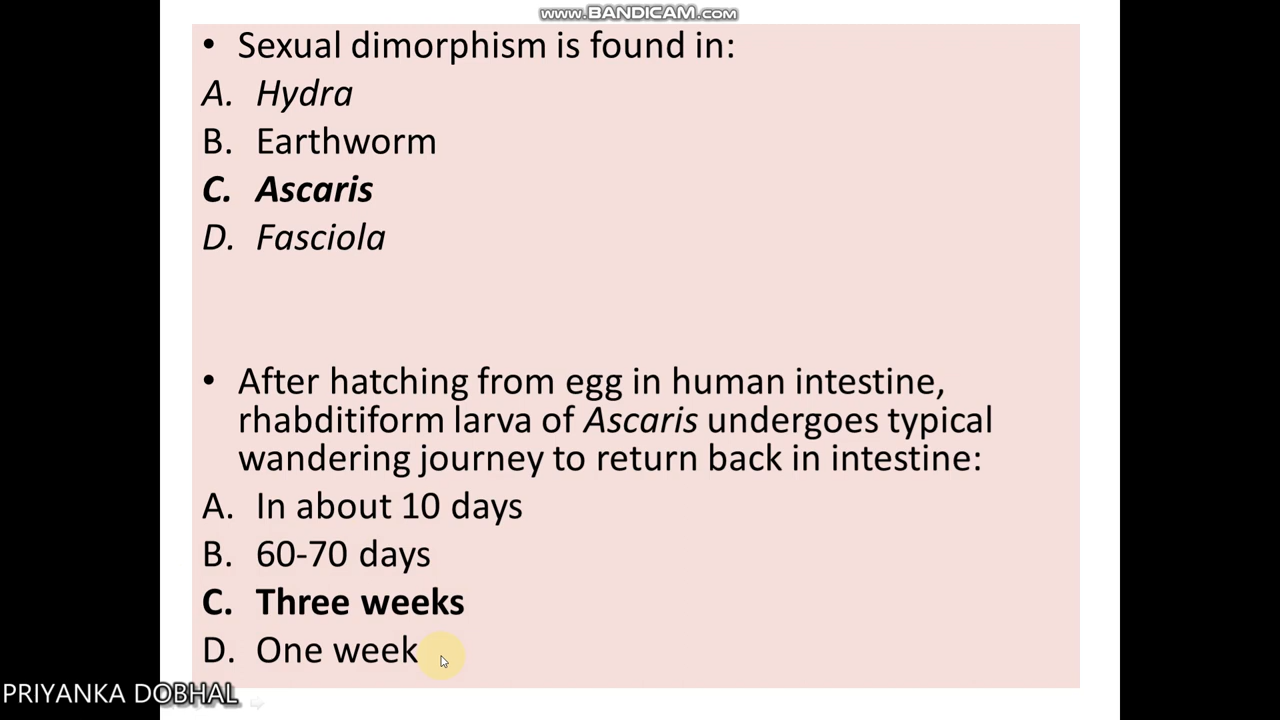 www.BANDICAM.com
• Sexual dimorphism is found in:
A. Hydra
B. Earthworm
C. Ascaris
D. Fasciola
• After hatching from egg in human intestine,
rhabditiform larva of Ascaris undergoes typical
wandering journey to return back in intestine:
A. In about 10 days
B. 60-70 days
C. Three weeks
D. One week
PRIYANKA DOBHAL